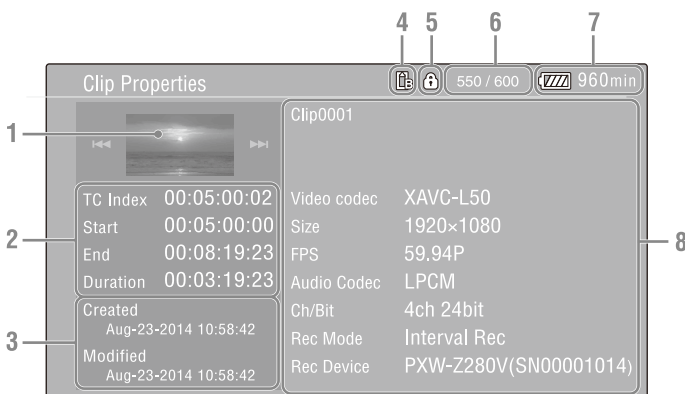 4 5 6 7
Clip Properties B 550 / 600 960min
1
Clip0001
TC Index 00:05:00:02
Start 00:05:00:00
End 00:08:19:23
Duration 00:03:19:23
2
Created
Aug-23-2014 10:58:42
Modified
Aug-23-2014 10:58:42
3
Video codec XAVC-L50
Size 1920×1080
FPS 59.94P
Audio Codec LPCM
Ch/Bit 4ch 24bit
Rec Mode Interval Rec
Rec Device PXW-Z280V(SN00001014)
8